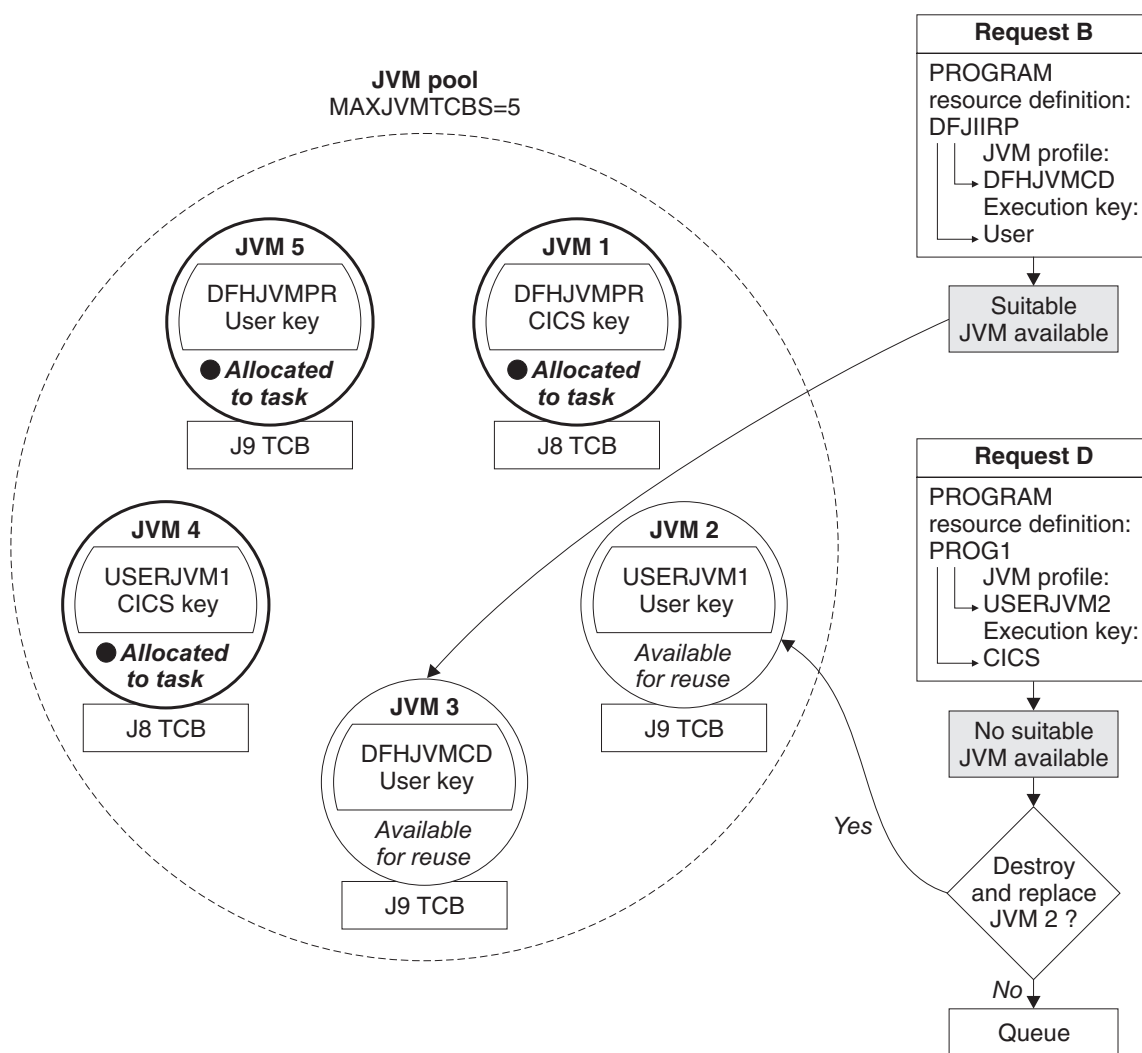 JVM pool
MAXJVMTCBS=5
JVM 5
DFHJVMPR
User key
Allocated
to task
J9 TCB
JVM 1
DFHJVMPR
CICS key
Allocated
to task
J8 TCB
JVM 4
USERJVM1
CICS key
Allocated
to task
J8 TCB
JVM 3
DFHJVMCD
User key
Available
for reuse
J9 TCB
JVM 2
USERJVM1
User key
Available
for reuse
J9 TCB
Request B
PROGRAM
resource definition:
DFJIIRP
JVM profile:
DFHJVMCD
Execution key:
User
Suitable
JVM available
Request D
PROGRAM
resource definition:
PROG1
JVM profile:
USERJVM2
Execution key:
CICS
No suitable
JVM available
Destroy
and replace
JVM 2 ?
Yes
No
Queue